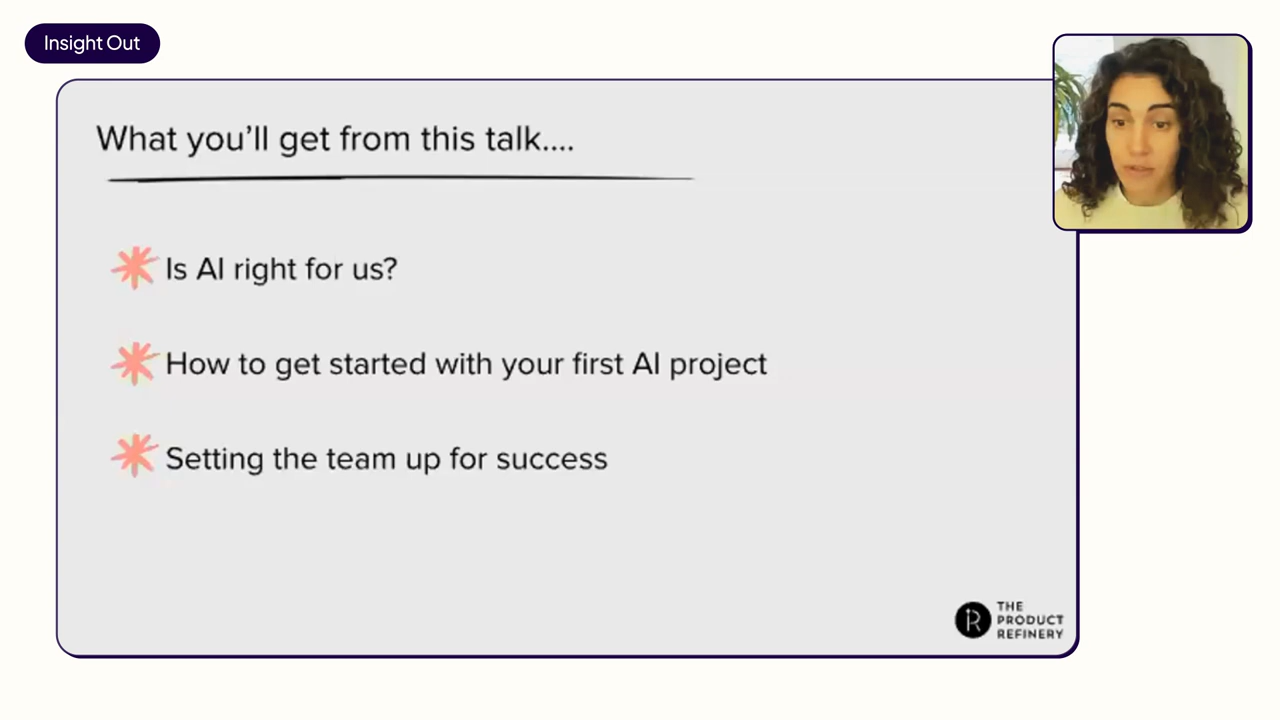 Insight Out
What you’ll get from this talk....
Is AI right for us?
How to get started with your first AI project
Setting the team up for success
THE
PRODUCT
REFINERY